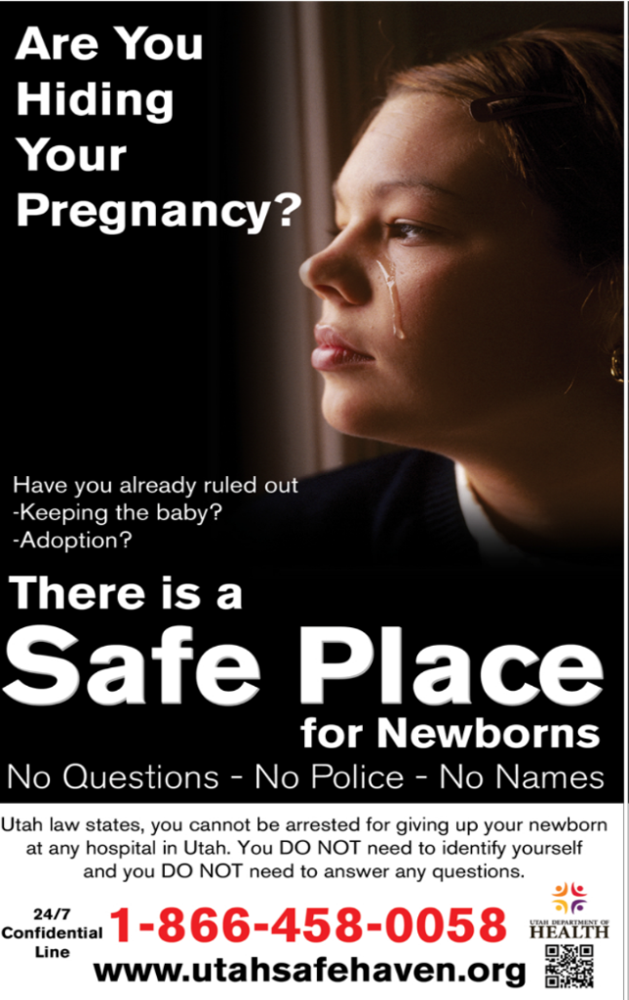 Are You
Hiding
Your
Pregnancy?
Have you already ruled out
-Keeping the baby?
-Adoption?
There is a
Safe Place
for Newborns
No Questions - No Police - No Names
Utah law states, you cannot be arrested for giving up your newborn
at any hospital in Utah. You DO NOT need to identify yourself
and you DO NOT need to answer any questions.
24/7
Confidential
Line
1-866-458-0058
www.utahsafehaven.org
UTAH DEPARTMENT OF
HEALTH